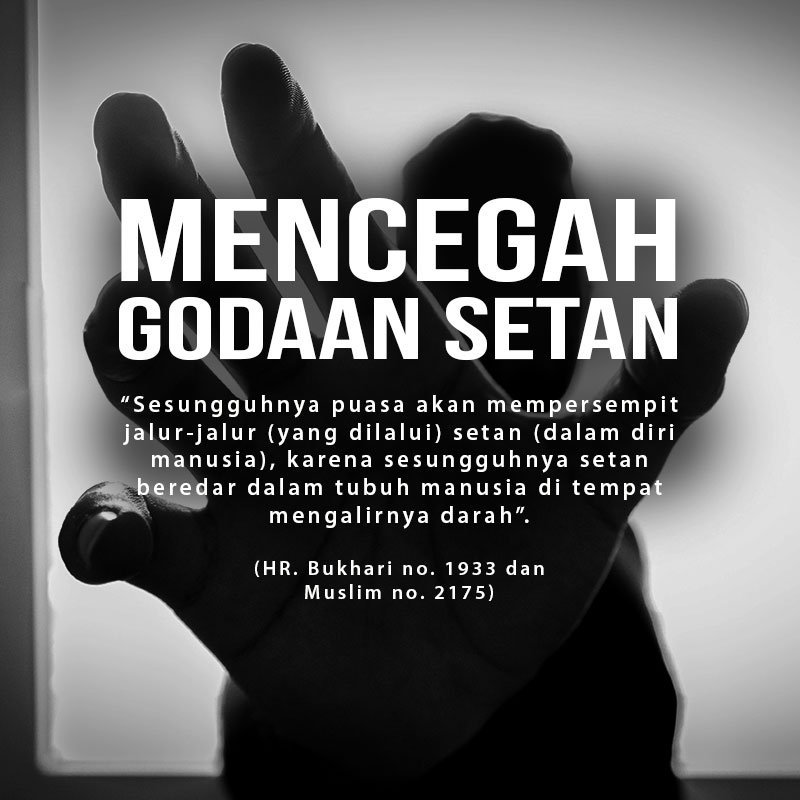 MENCEGAH
GODAAN SETAN
“Sesungguhnya puasa akan mempersempit
jalur-jalur (yang dilalui) setan (dalam diri
manusia), karena sesungguhnya setan
beredar dalam tubuh manusia di tempat
mengalirnya darah”.
(HR. Bukhari no. 1933 dan
Muslim no. 2175)